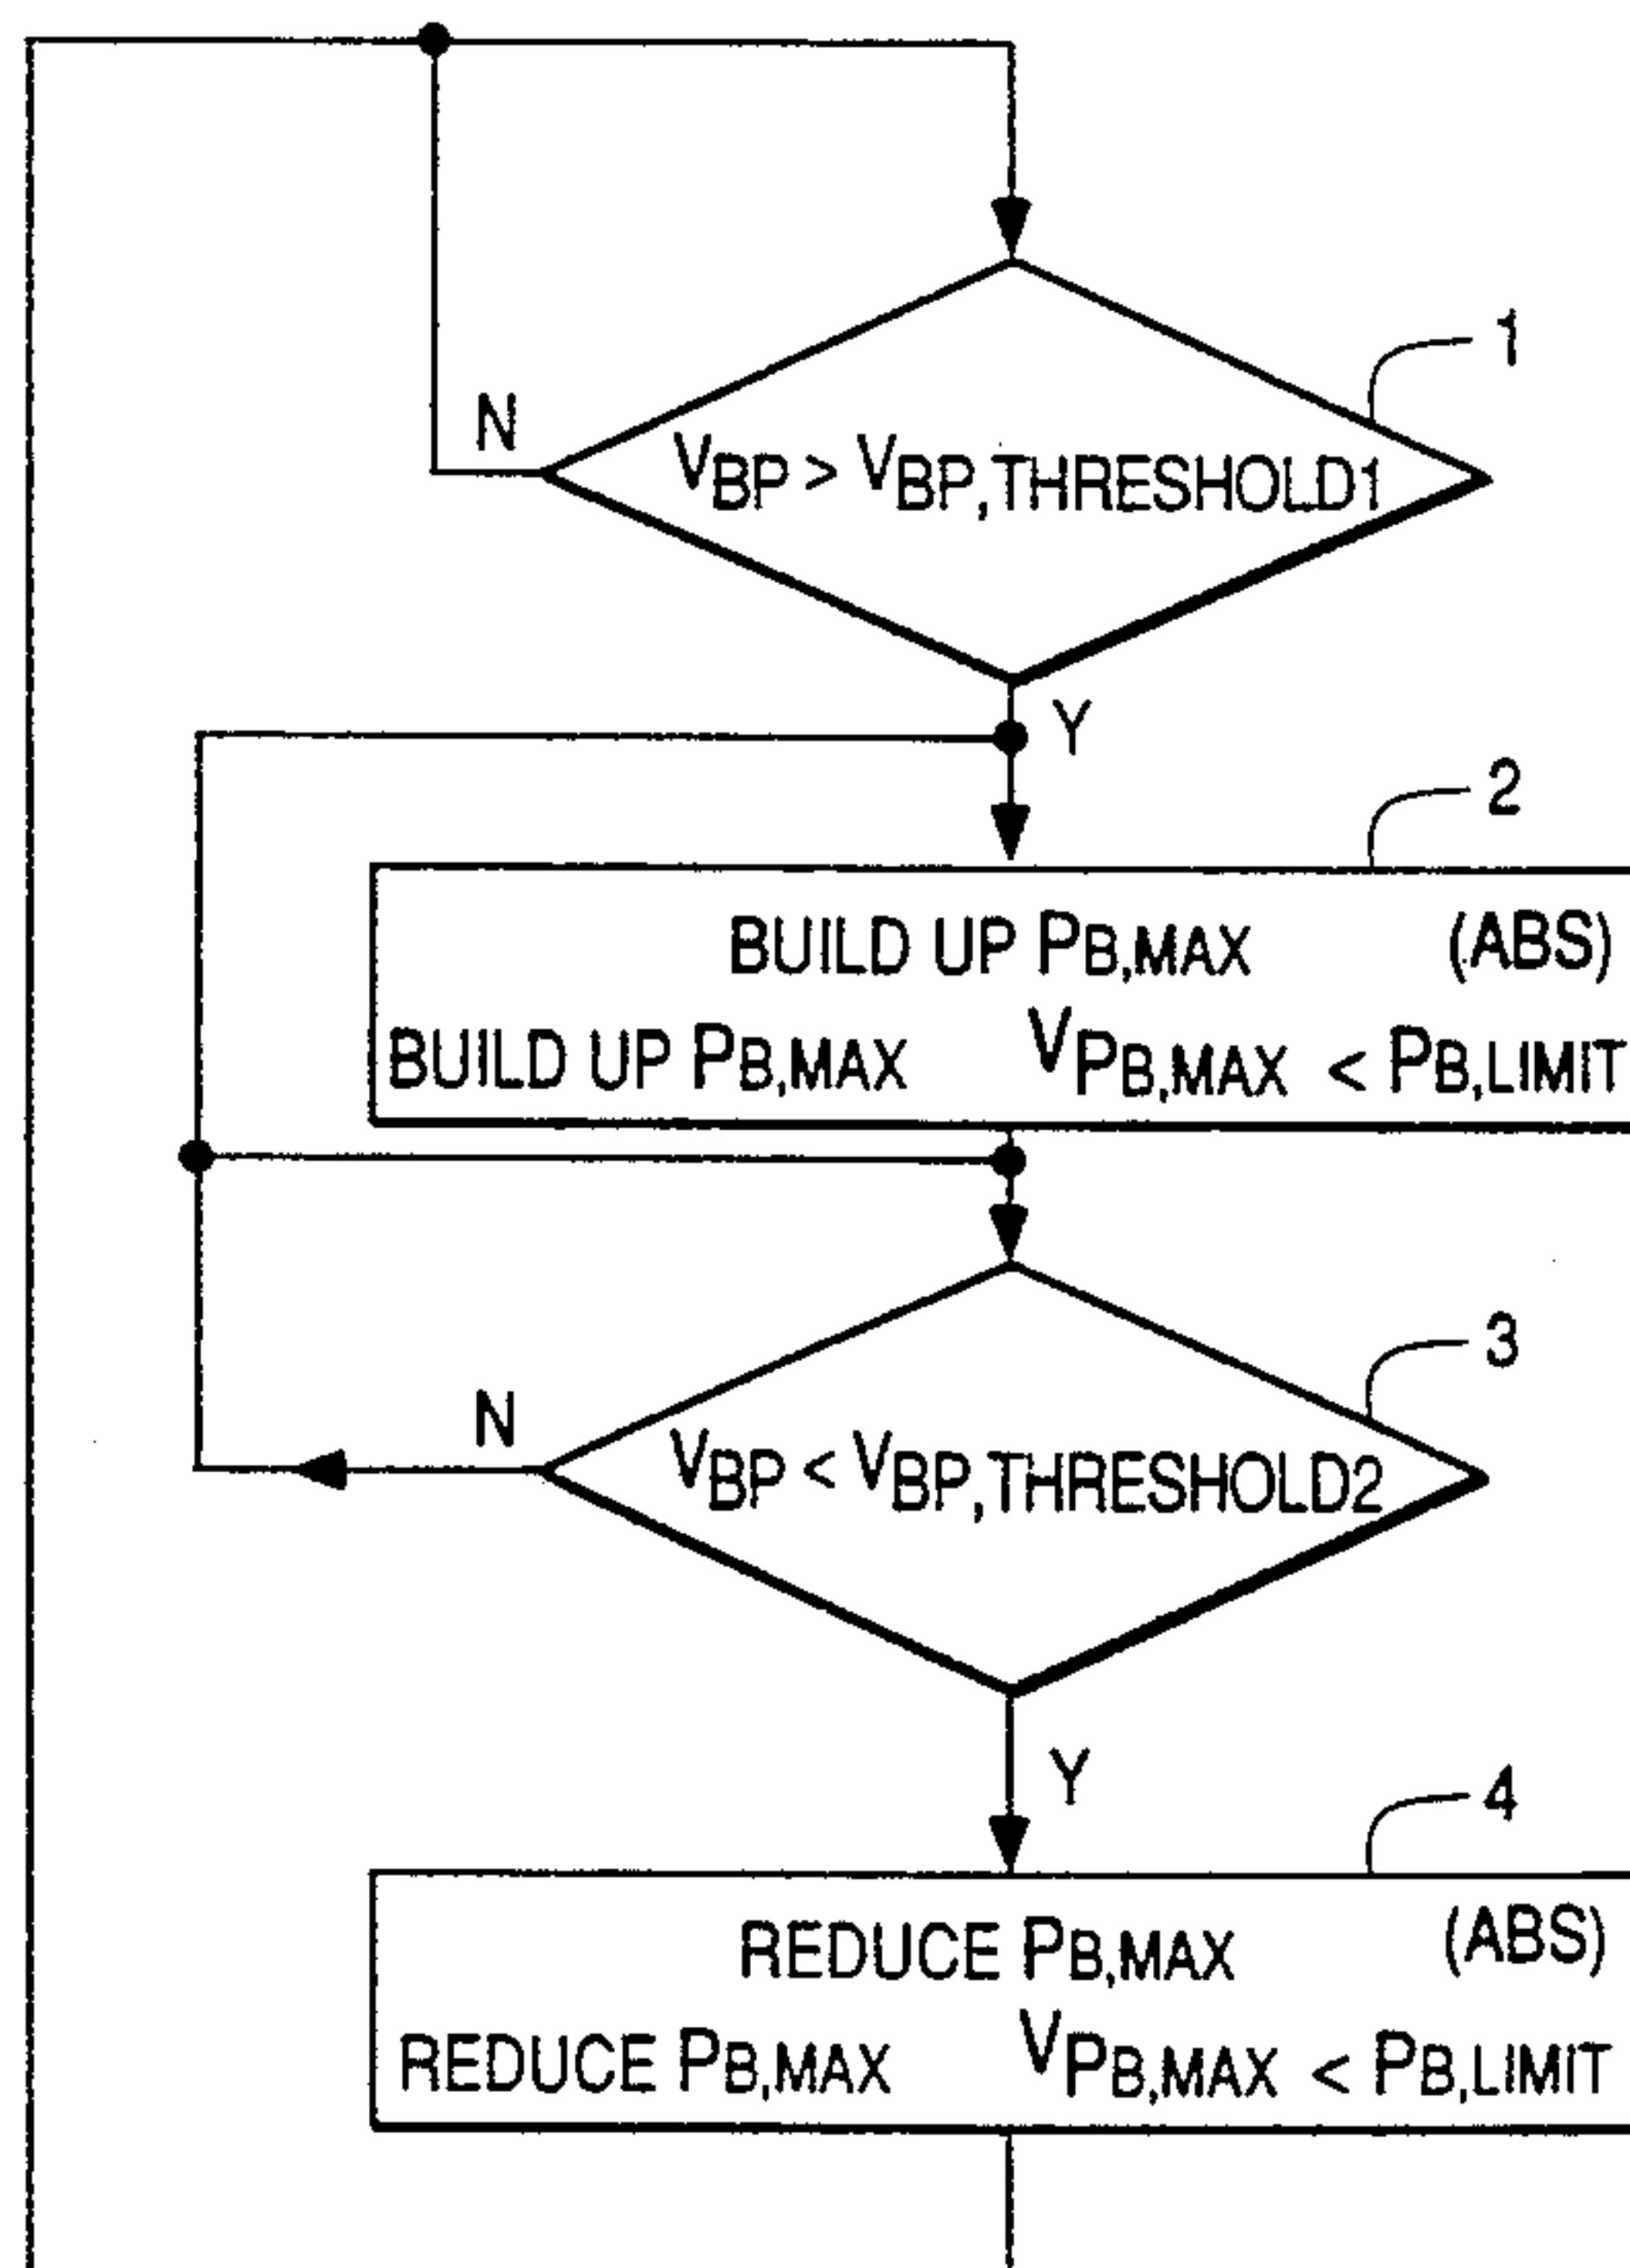 1
N
VBP > VBP,THRESHOLD1
Y
2
BUILD UP PB,MAX (ABS)
BUILD UP PB,MAX VPB,MAX < PB,LIMIT
3
N
VBP < VBP,THRESHOLD2
Y
4
REDUCE PB,MAX (ABS)
REDUCE PB,MAX VPB,MAX < PB,LIMIT